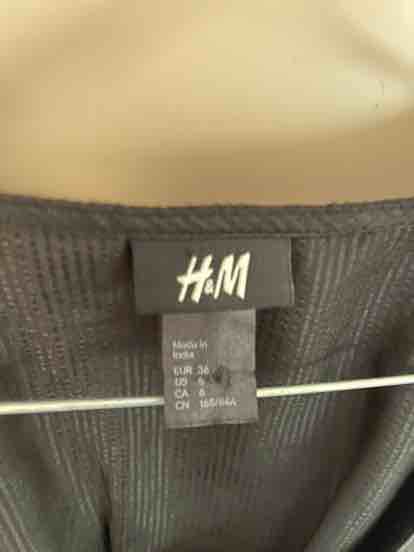 H&M
Made in
India
EUR 36
US 6
CA 6
CN 165/84A